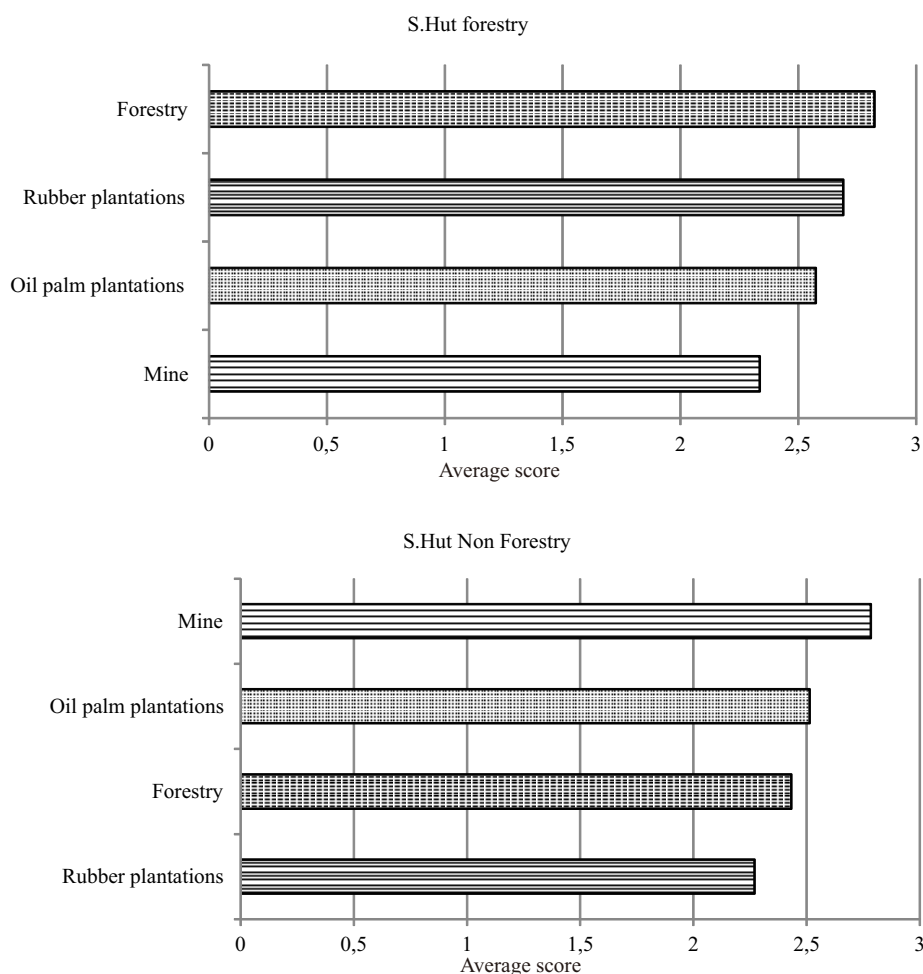 S.Hut forestry
Forestry
Rubber plantations
Oil palm plantations
Mine
0 0,5 1 1,5 2 2,5 3
Average score
S.Hut Non Forestry
Mine
Oil palm plantations
Forestry
Rubber plantations
0 0,5 1 1,5 2 2,5 3
Average score